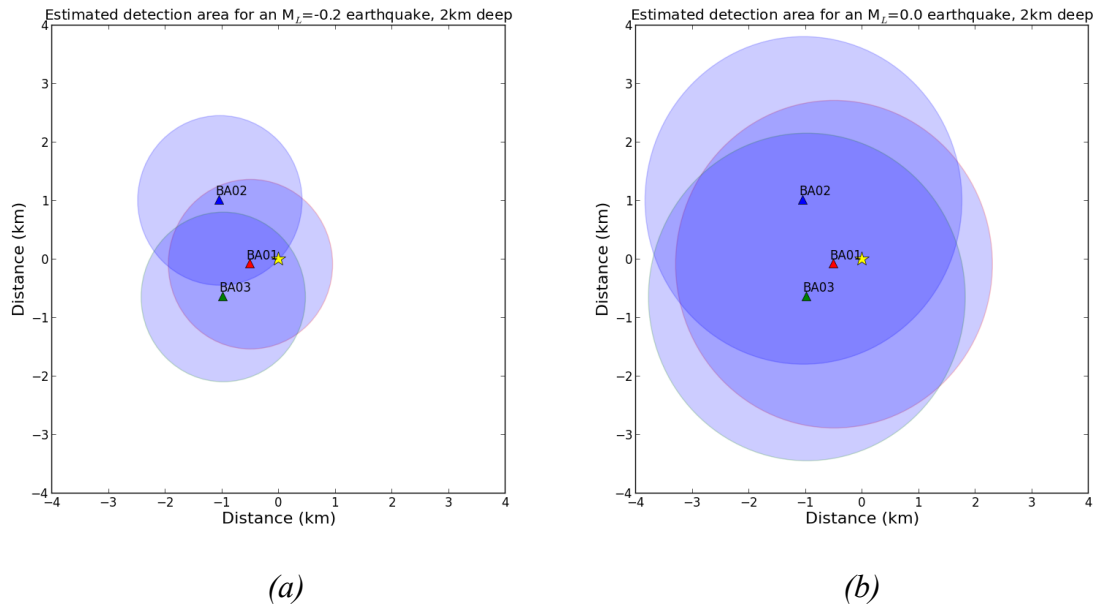 Estimated detection area for an M_L=-0.2 earthquake, 2km deep
4
3
2
1
0
−1
−2
−3
−4
Distance (km)
BA02
BA01
BA03
−4 −3 −2 −1 0 1 2 3 4
Distance (km)
(a)
Estimated detection area for an M_L=0.0 earthquake, 2km deep
4
3
2
1
0
−1
−2
−3
−4
Distance (km)
BA02
BA01
BA03
−4 −3 −2 −1 0 1 2 3 4
Distance (km)
(b)